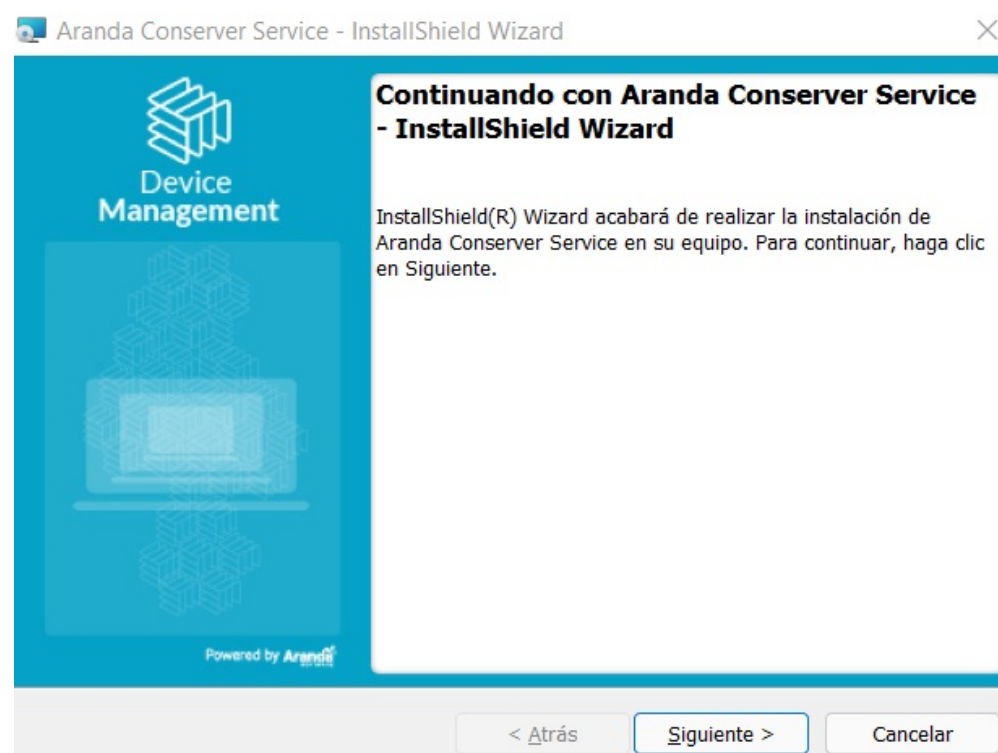 Aranda Conserver Service - InstallShield Wizard
Device
Management
Powered by Aranda
Continuando con Aranda Conserver Service
- InstallShield Wizard
InstallShield(R) Wizard acabará de realizar la instalación de
Aranda Conserver Service en su equipo. Para continuar, haga clic
en Siguiente.
< Atrás
Siguiente >
Cancelar